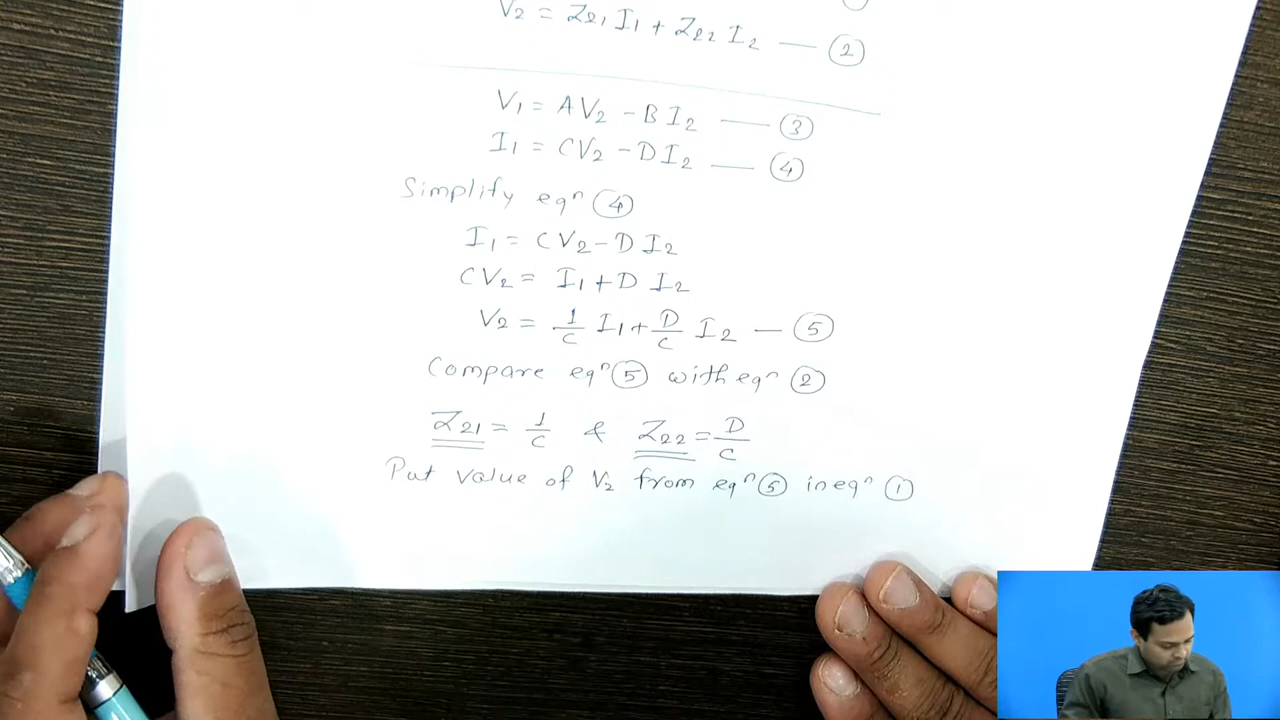 V2 = Z21 I1 + Z22 I2 — ②
V1 = AV2 - BI2 — ③
I1 = CV2 - DI2 — ④
Simplify eqn ④
I1 = CV2 - DI2
CV2 = I1 + D I2
V2 = 1/C I1 + D/C I2 — ⑤
Compare eqn ⑤ with eqn ②
Z21 = 1/C & Z22 = D/C
Put value of V2 from eqn ⑤ in eqn ①